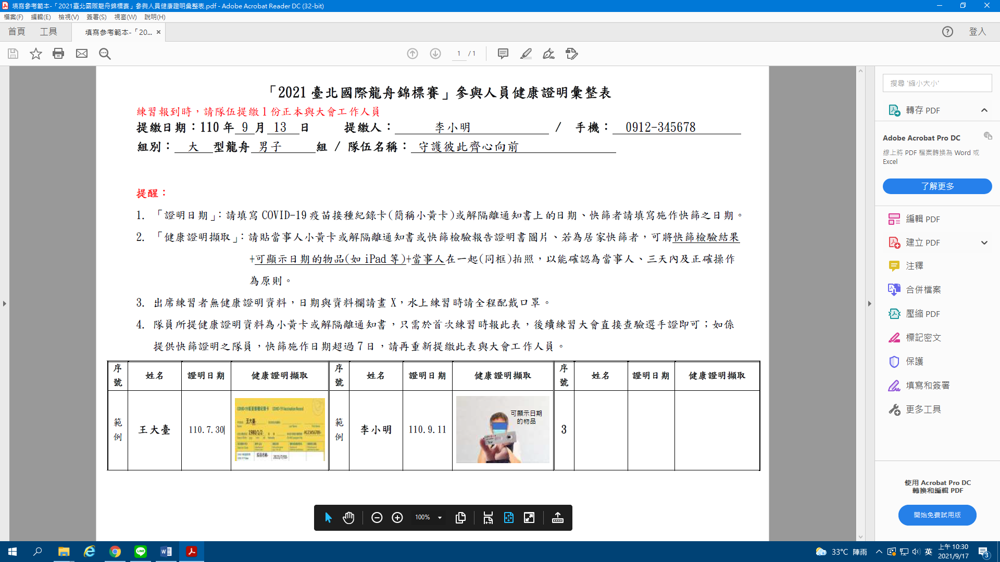 填寫參考範本-「2021臺北國際龍舟錦標賽」參與人員健康證明彙整表.pdf - Adobe Acrobat Reader DC (32-bit)
檔案(F) 編輯(E) 檢視(V) 簽署(S) 視窗(W) 說明(H)
首頁 工具 填寫參考範本-「20... × ? 登入
1 / 1
「2021 臺北國際龍舟錦標賽」參與人員健康證明彙整表
練習報到時，請隊伍提繳 1 份正本與大會工作人員
提繳日期：110 年 9 月 13 日 提繳人： 李小明 / 手機： 0912-345678
組別： 大 型龍舟 男子 組 / 隊伍名稱： 守護彼此齊心向前
提醒：
1. 「證明日期」：請填寫 COVID-19 疫苗接種紀錄卡(簡稱小黃卡)或解隔離通知書上的日期、快篩者請填寫施作快篩之日期。
2. 「健康證明擷取」：請貼當事人小黃卡或解隔離通知書或快篩檢驗報告證明書圖片、若為居家快篩者，可將快篩檢驗結果
+可顯示日期的物品(如 iPad 等)+當事人在一起(同框)拍照，以能確認為當事人、三天內及正確操作
為原則。
3. 出席練習者無健康證明資料，日期與資料欄請畫 X，水上練習時請全程配戴口罩。
4. 隊員所提健康證明資料為小黃卡或解隔離通知書，只需於首次練習時報此表，後續練習大會直接查驗選手證即可；如係
提供快篩證明之隊員，快篩施作日期超過 7 日，請再重新提繳此表與大會工作人員。
序號 姓名 證明日期 健康證明擷取 序號 姓名 證明日期 健康證明擷取 序號 姓名 證明日期 健康證明擷取
範例 王大臺 110.7.30 範例 李小明 110.9.11 3
COVID-19疫苗接種紀錄卡 COVID-19 Vaccination Record
王大臺
1980/1/2
A123456789
疫苗名稱
2021/7/30
可顯示日期
的物品
100%
搜尋 '縮小大小'
轉存 PDF
Adobe Acrobat Pro DC
線上將 PDF 檔案轉換為 Word 或
Excel
了解更多
編輯 PDF
建立 PDF
注釋
合併檔案
壓縮 PDF
標記密文
保護
填寫和簽署
更多工具
使用 Acrobat Pro DC
轉換和編輯 PDF
開始免費試用版
33°C 陣雨 英 上午 10:30
2021/9/17
3